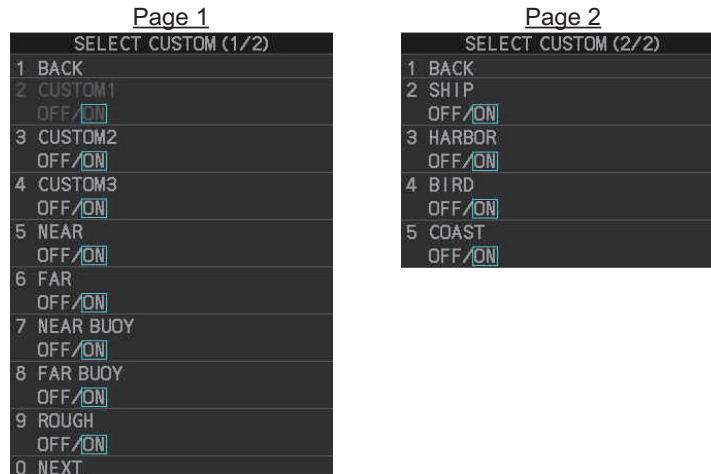 Page 1
SELECT CUSTOM (1/2)
1 BACK
2 CUSTOM1
OFF/ON
3 CUSTOM2
OFF/ON
4 CUSTOM3
OFF/ON
5 NEAR
OFF/ON
6 FAR
OFF/ON
7 NEAR BUOY
OFF/ON
8 FAR BUOY
OFF/ON
9 ROUGH
OFF/ON
0 NEXT
Page 2
SELECT CUSTOM (2/2)
1 BACK
2 SHIP
OFF/ON
3 HARBOR
OFF/ON
4 BIRD
OFF/ON
5 COAST
OFF/ON